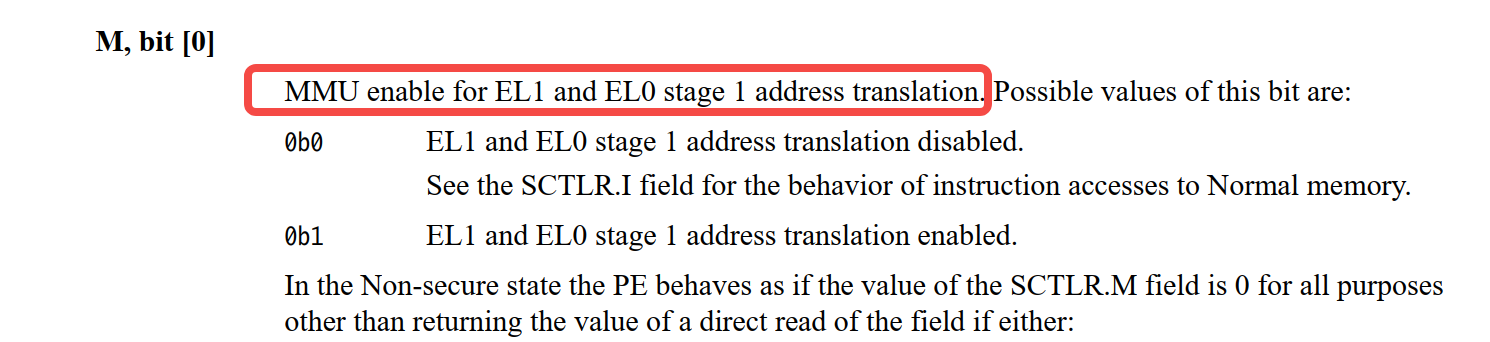 M, bit [0]
MMU enable for EL1 and EL0 stage 1 address translation. Possible values of this bit are:
0b0 EL1 and EL0 stage 1 address translation disabled.
See the SCTLR.I field for the behavior of instruction accesses to Normal memory.
0b1 EL1 and EL0 stage 1 address translation enabled.
In the Non-secure state the PE behaves as if the value of the SCTLR.M field is 0 for all purposes
other than returning the value of a direct read of the field if either: